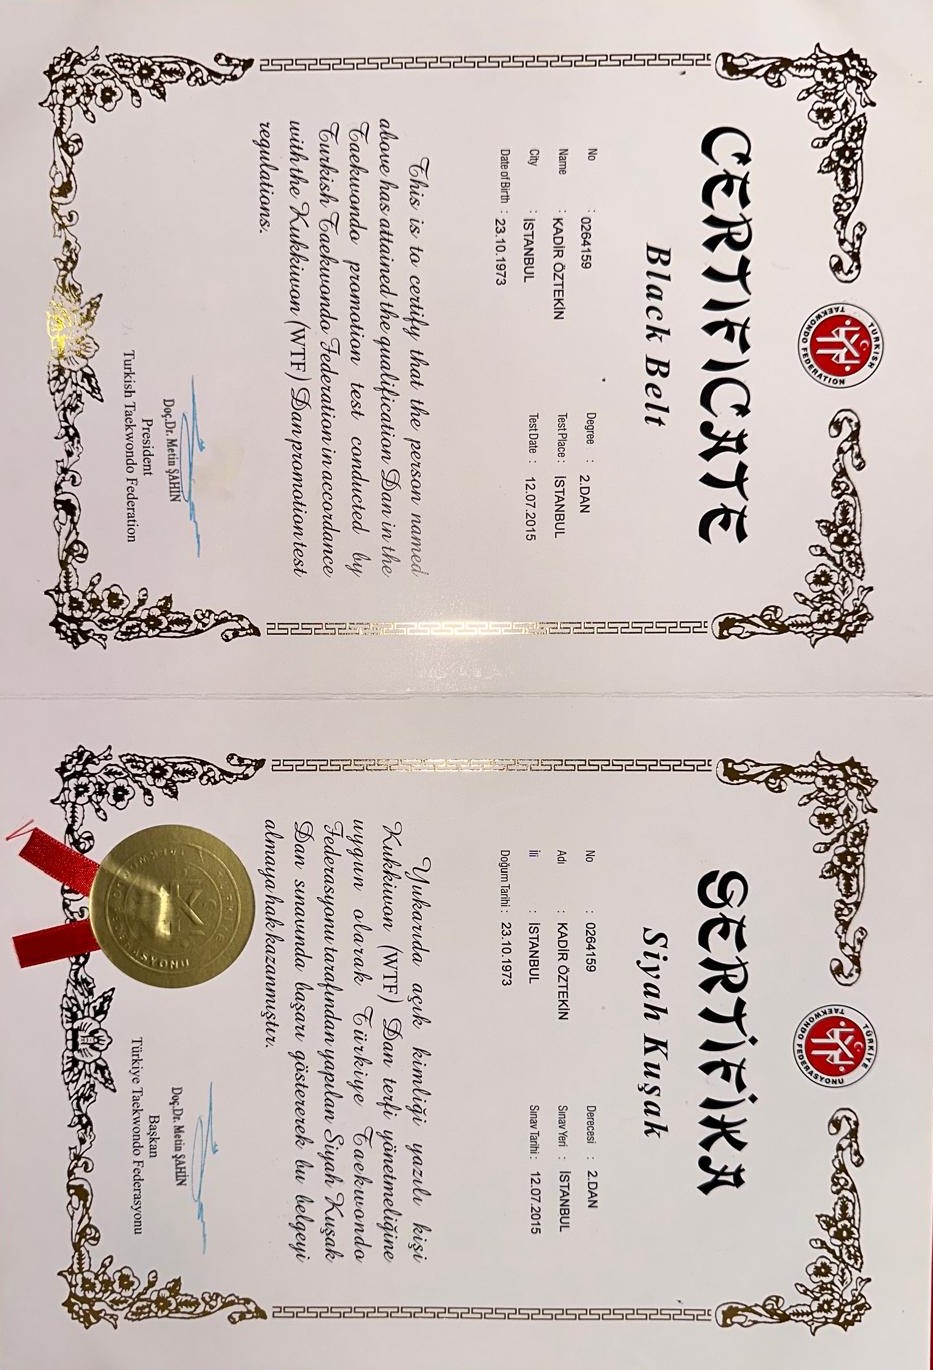 TURKISH TAEKWONDO FEDERATION
CERTIFICATE
Black Belt
No : 0264159
Degree : 2.DAN
Name : KADİR ÖZTEKİN
Test Place : İSTANBUL
City : İSTANBUL
Test Date : 12.07.2015
Date of Birth : 23.10.1973
This is to certify that the person named
above has attained the qualification Dan in the
Taekwondo promotion test conducted by
Turkish Taekwondo Federation in accordance
with the Kukkiwon (WTF) Dan promotion test
regulations.
Doç.Dr. Metin ŞAHİN
President
Turkish Taekwondo Federation
TÜRKİYE TAEKWONDO FEDERASYONU
SERTİFİKA
Siyah Kuşak
No : 0264159
Derecesi : 2.DAN
Adı : KADİR ÖZTEKİN
Sınav Yeri : İSTANBUL
İli : İSTANBUL
Sınav Tarihi : 12.07.2015
Doğum Tarihi : 23.10.1973
Yukarıda açık kimliği yazılı kişi
Kukkiwon (WTF) Dan terfi yönetmeliğine
uygun olarak Türkiye Taekwondo
Federasyonu tarafından yapılan Siyah Kuşak
Dan sınavında başarı göstererek bu belgeyi
almaya hak kazanmıştır.
Doç.Dr. Metin ŞAHİN
Başkan
Türkiye Taekwondo Federasyonu